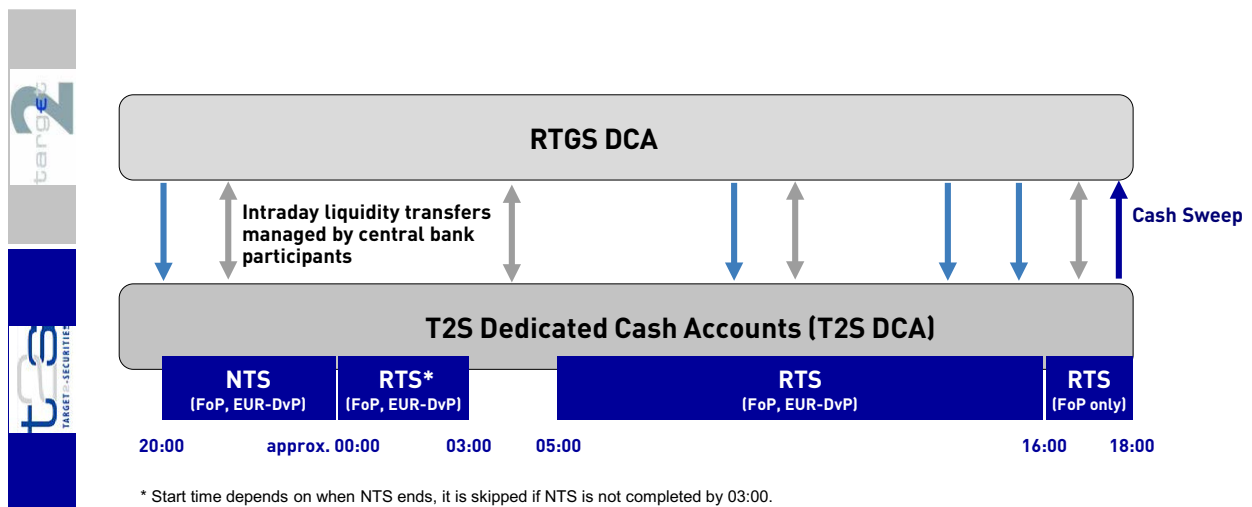 target2
RTGS DCA
Intraday liquidity transfers
managed by central bank
participants
Cash Sweep
T2S Dedicated Cash Accounts (T2S DCA)
t2s
TARGET2-SECURITIES
NTS
(FoP, EUR-DvP)
RTS*
(FoP, EUR-DvP)
RTS
(FoP, EUR-DvP)
RTS
(FoP only)
20:00 approx. 00:00 03:00 05:00 16:00 18:00
* Start time depends on when NTS ends, it is skipped if NTS is not completed by 03:00.